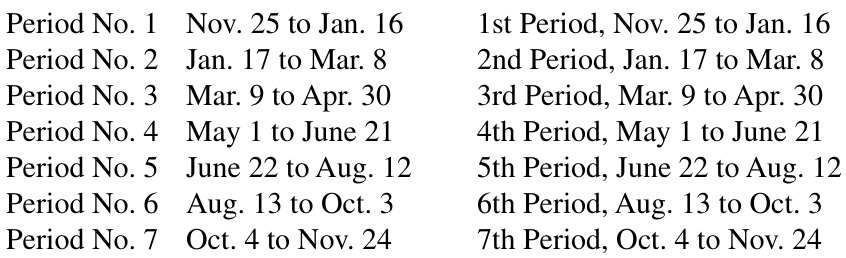 Period No. 1 Nov. 25 to Jan. 16 1st Period, Nov. 25 to Jan. 16
Period No. 2 Jan. 17 to Mar. 8 2nd Period, Jan. 17 to Mar. 8
Period No. 3 Mar. 9 to Apr. 30 3rd Period, Mar. 9 to Apr. 30
Period No. 4 May 1 to June 21 4th Period, May 1 to June 21
Period No. 5 June 22 to Aug. 12 5th Period, June 22 to Aug. 12
Period No. 6 Aug. 13 to Oct. 3 6th Period, Aug. 13 to Oct. 3
Period No. 7 Oct. 4 to Nov. 24 7th Period, Oct. 4 to Nov. 24